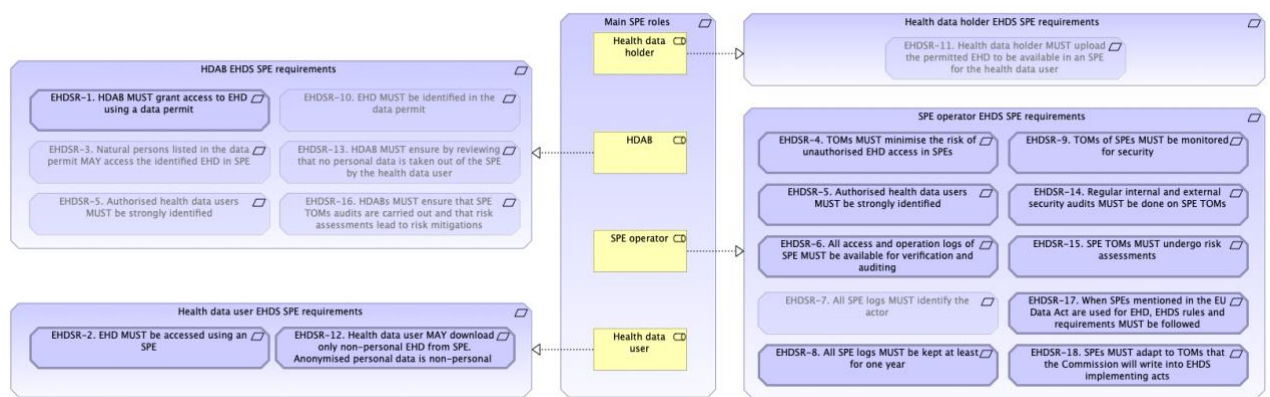 HDAB EHDS SPE requirements
EHDSR-1. HDAB MUST grant access to EHD
using a data permit
EHDSR-10. EHD MUST be identified in the
data permit
EHDSR-3. Natural persons listed in the data
permit MAY access the identified EHD in SPE
EHDSR-13. HDAB MUST ensure by reviewing
that no personal data is taken out of the SPE
by the health data user
EHDSR-5. Authorised health data users
MUST be strongly identified
EHDSR-16. HDABs MUST ensure that SPE
TOMs audits are carried out and that risk
assessments lead to risk mitigations
Health data user EHDS SPE requirements
EHDSR-2. EHD MUST be accessed using an
SPE
EHDSR-12. Health data user MAY download
only non-personal EHD from SPE.
Anonymised personal data is non-personal
Main SPE roles
Health data
holder
HDAB
SPE operator
Health data
user
Health data holder EHDS SPE requirements
EHDSR-11. Health data holder MUST upload
the permitted EHD to be available in an SPE
for the health data user
SPE operator EHDS SPE requirements
EHDSR-4. TOMs MUST minimise the risk of
unauthorised EHD access in SPEs
EHDSR-9. TOMs of SPEs MUST be monitored
for security
EHDSR-5. Authorised health data users
MUST be strongly identified
EHDSR-14. Regular internal and external
security audits MUST be done on SPE TOMs
EHDSR-6. All access and operation logs of
SPE MUST be available for verification and
auditing
EHDSR-15. SPE TOMs MUST undergo risk
assessments
EHDSR-7. All SPE logs MUST identify the
actor
EHDSR-17. When SPEs mentioned in the EU
Data Act are used for EHD, EHDS rules and
requirements MUST be followed
EHDSR-8. All SPE logs MUST be kept at least
for one year
EHDSR-18. SPEs MUST adapt to TOMs that
the Commission will write into EHDS
implementing acts